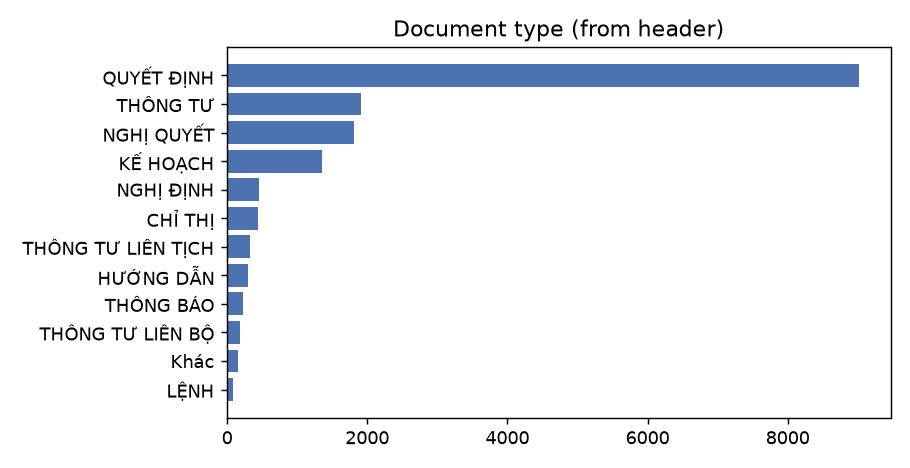 Document type (from header)
QUYẾT ĐỊNH
THÔNG TƯ
NGHỊ QUYẾT
KẾ HOẠCH
NGHỊ ĐỊNH
CHỈ THỊ
THÔNG TƯ LIÊN TỊCH
HƯỚNG DẪN
THÔNG BÁO
THÔNG TƯ LIÊN BỘ
Khác
LỆNH
0 2000 4000 6000 8000